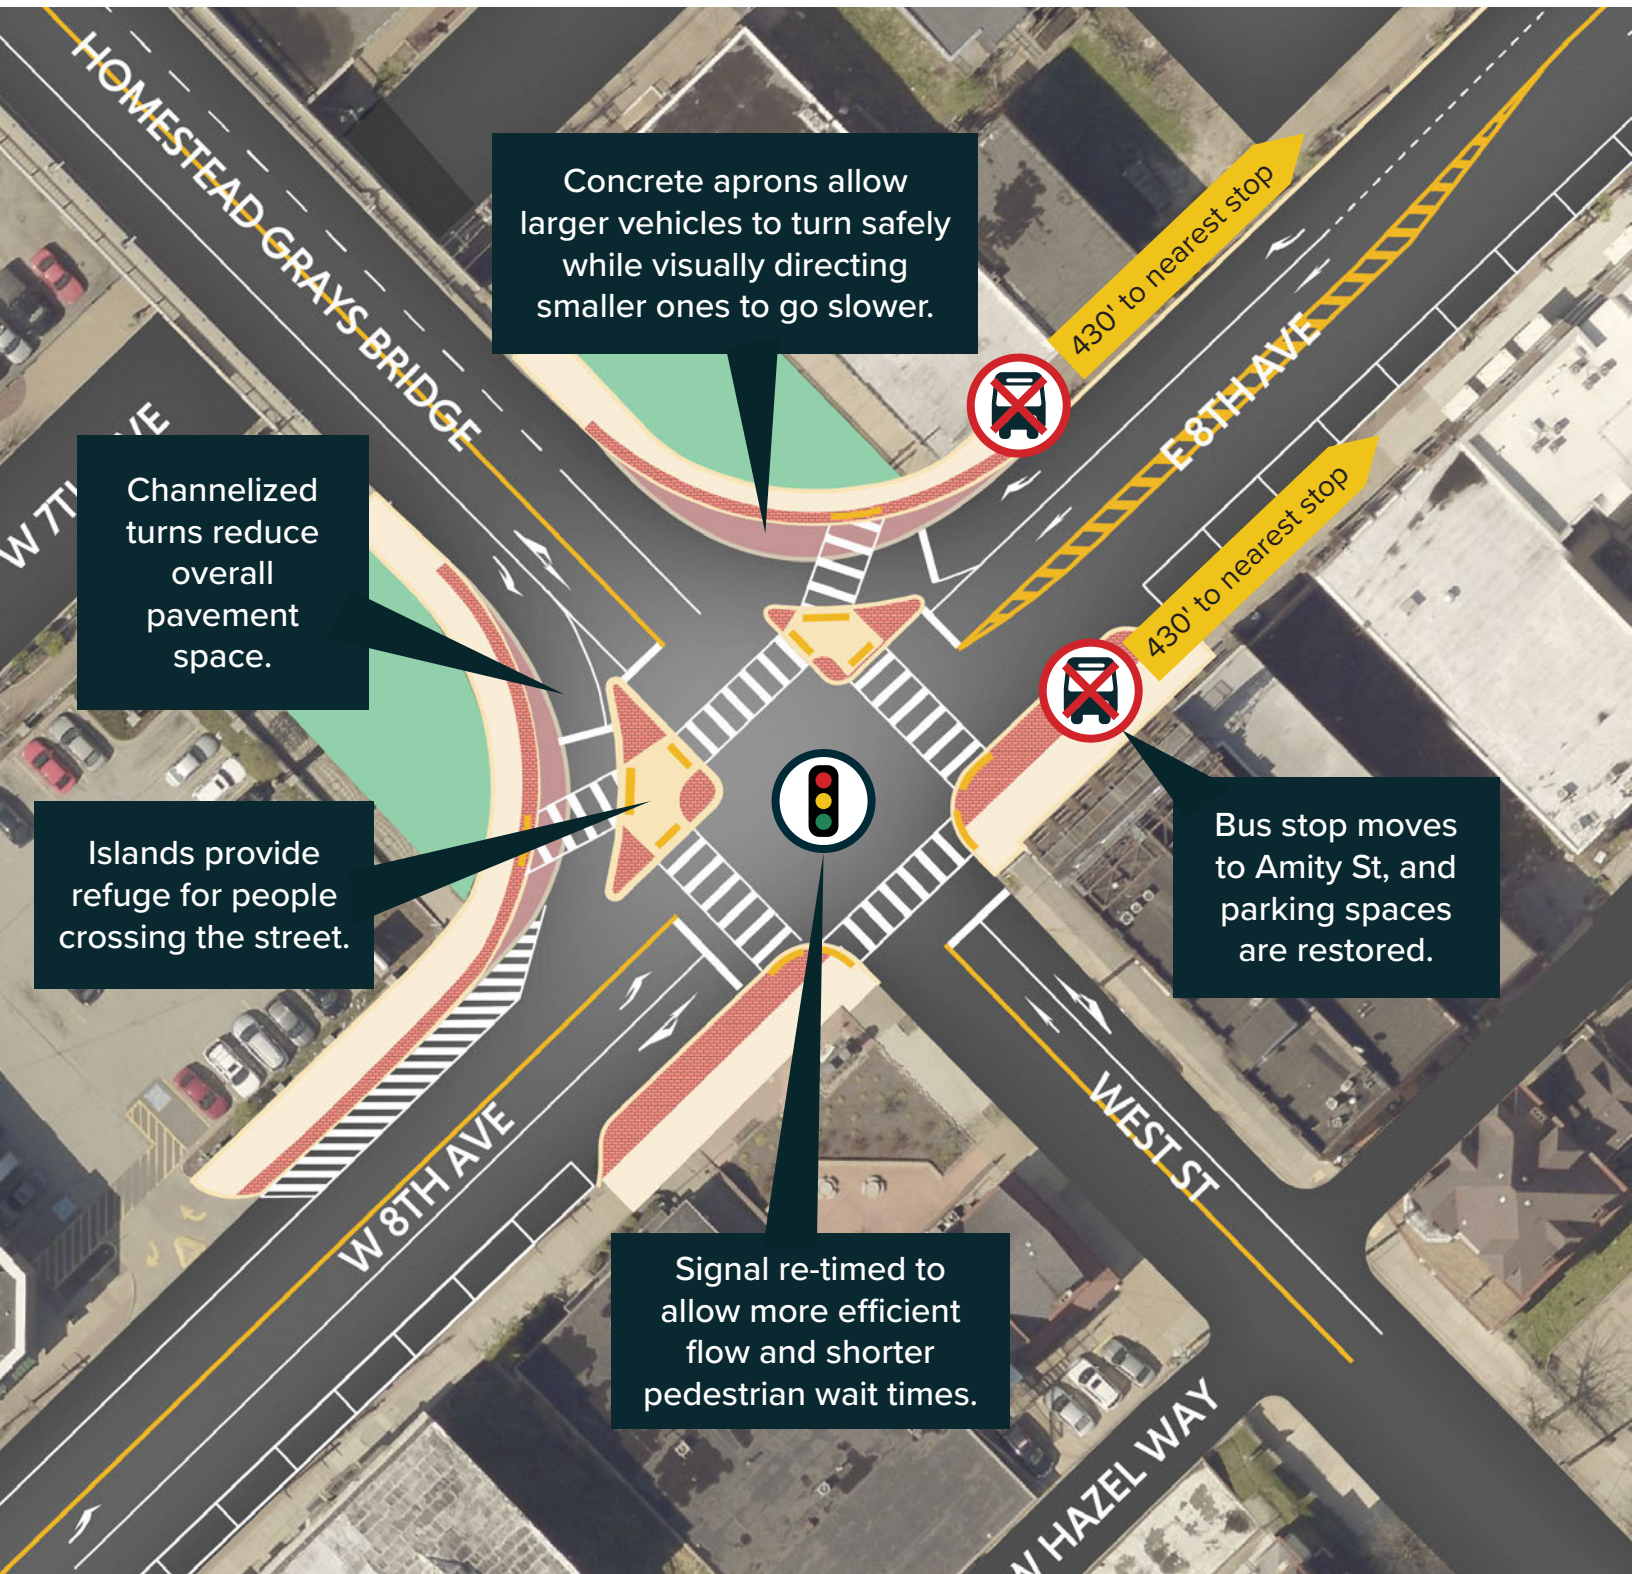 HOMESTEAD GRAYS BRIDGE
Concrete aprons allow
larger vehicles to turn safely
while visually directing
smaller ones to go slower.
430' to nearest stop
E 8TH AVE
W 7TH AVE
Channelized
turns reduce
overall
pavement
space.
430' to nearest stop
Islands provide
refuge for people
crossing the street.
Bus stop moves
to Amity St, and
parking spaces
are restored.
W 8TH AVE
WEST ST
Signal re-timed to
allow more efficient
flow and shorter
pedestrian wait times.
W HAZEL WAY